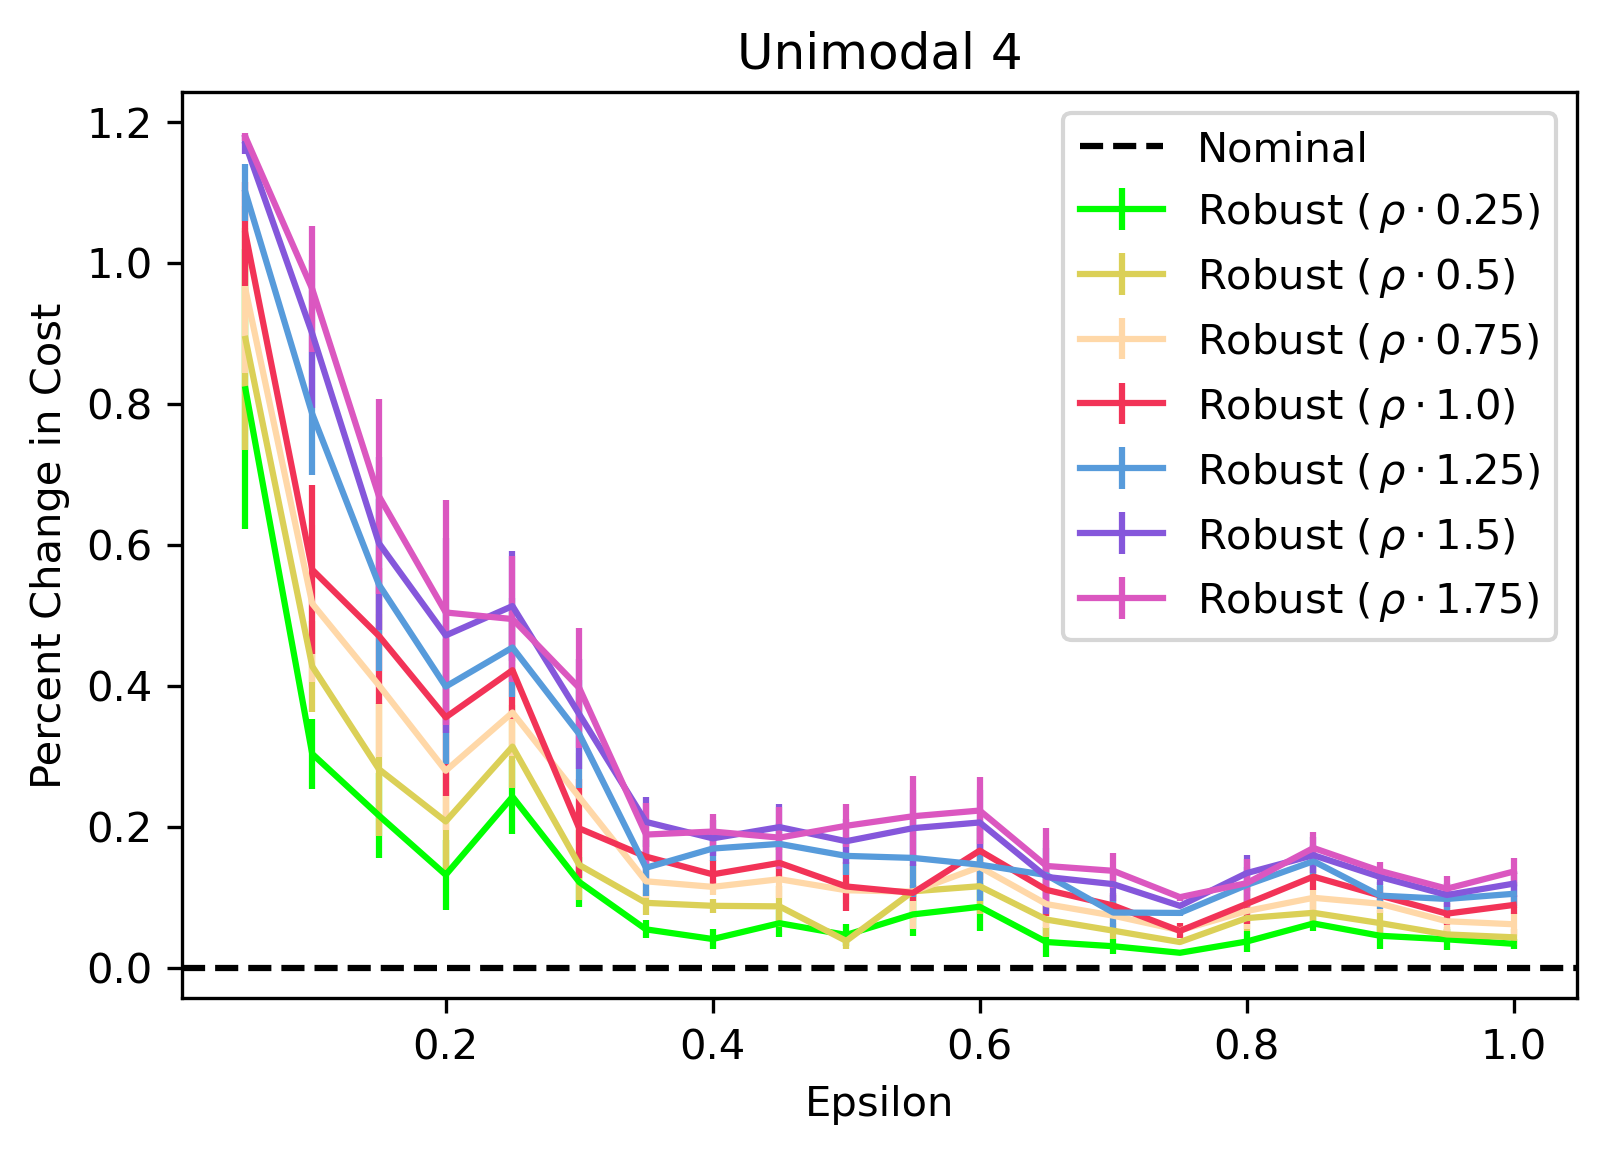 Unimodal 4
Percent Change in Cost
1.2
1.0
0.8
0.6
0.4
0.2
0.0
Nominal
Robust (ρ · 0.25)
Robust (ρ · 0.5)
Robust (ρ · 0.75)
Robust (ρ · 1.0)
Robust (ρ · 1.25)
Robust (ρ · 1.5)
Robust (ρ · 1.75)
0.2 0.4 0.6 0.8 1.0
Epsilon